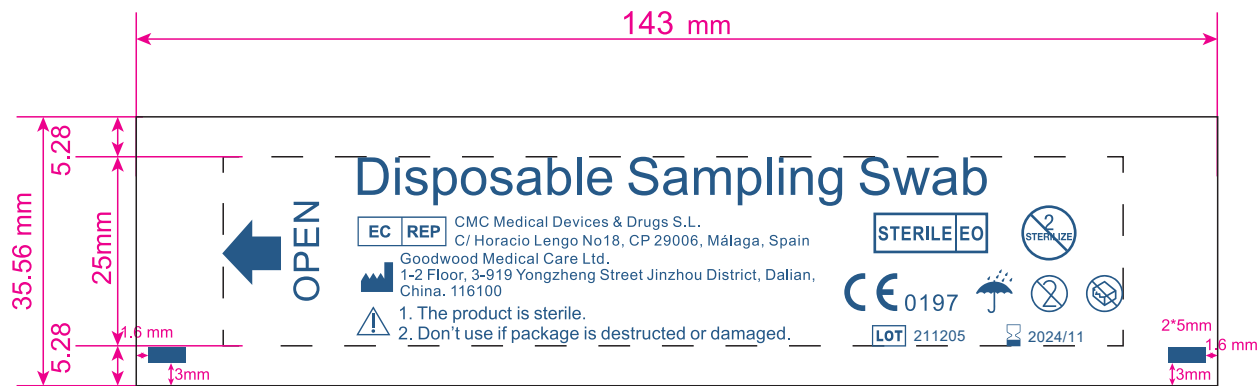 143 mm
5.28
35.56 mm
25mm
5.28
Disposable Sampling Swab
OPEN
EC REP
CMC Medical Devices & Drugs S.L.
C/ Horacio Lengo No18, CP 29006, Málaga, Spain
Goodwood Medical Care Ltd.
1-2 Floor, 3-919 Yongzheng Street Jinzhou District, Dalian,
China. 116100
1. The product is sterile.
2. Don't use if package is destructed or damaged.
STERILE EO
2
STERILIZE
CE 0197
2
LOT 211205
2024/11
1.6 mm
3mm
2*5mm
1.6 mm
3mm